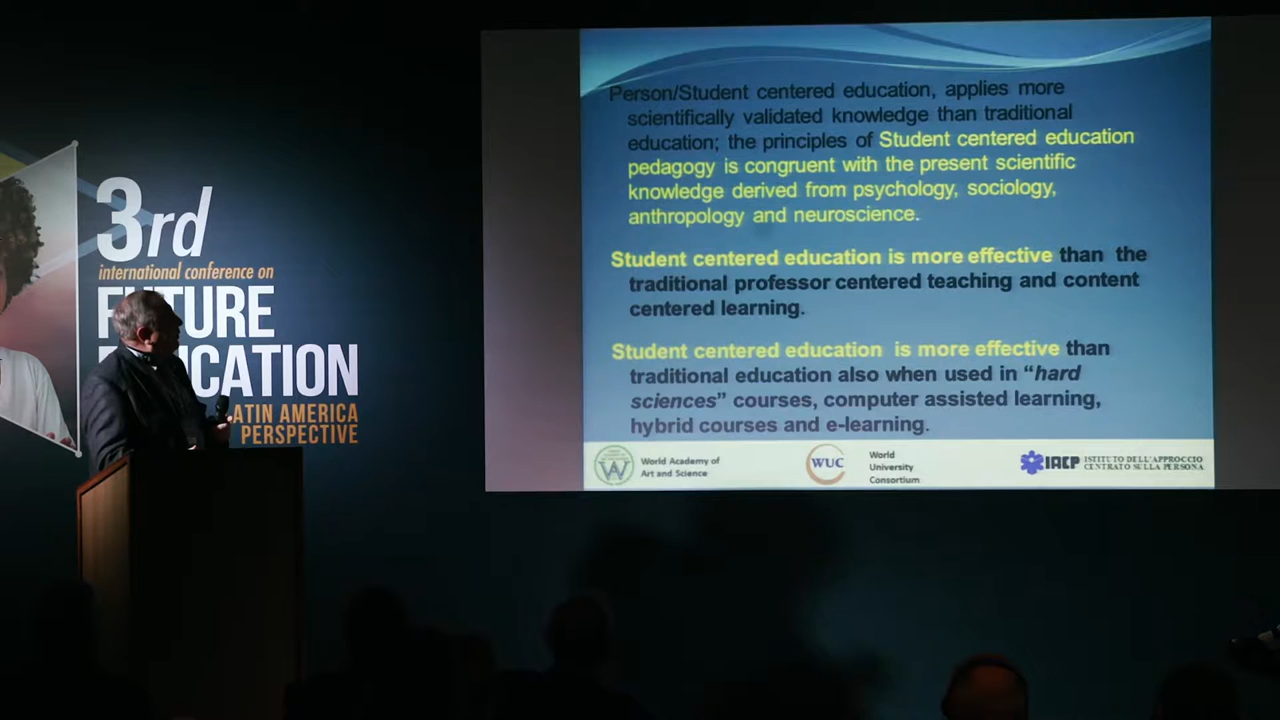 3rd
international conference on
FUTURE
EDUCATION
LATIN AMERICA
PERSPECTIVE
Person/Student centered education, applies more
scientifically validated knowledge than traditional
education; the principles of Student centered education
pedagogy is congruent with the present scientific
knowledge derived from psychology, sociology,
anthropology and neuroscience.
Student centered education is more effective than the
traditional professor centered teaching and content
centered learning.
Student centered education is more effective than
traditional education also when used in “hard
sciences” courses, computer assisted learning,
hybrid courses and e-learning.
World Academy of
Art and Science
WUC
World
University
Consortium
IACP
ISTITUTO DELL'APPROCCIO
CENTRATO SULLA PERSONA